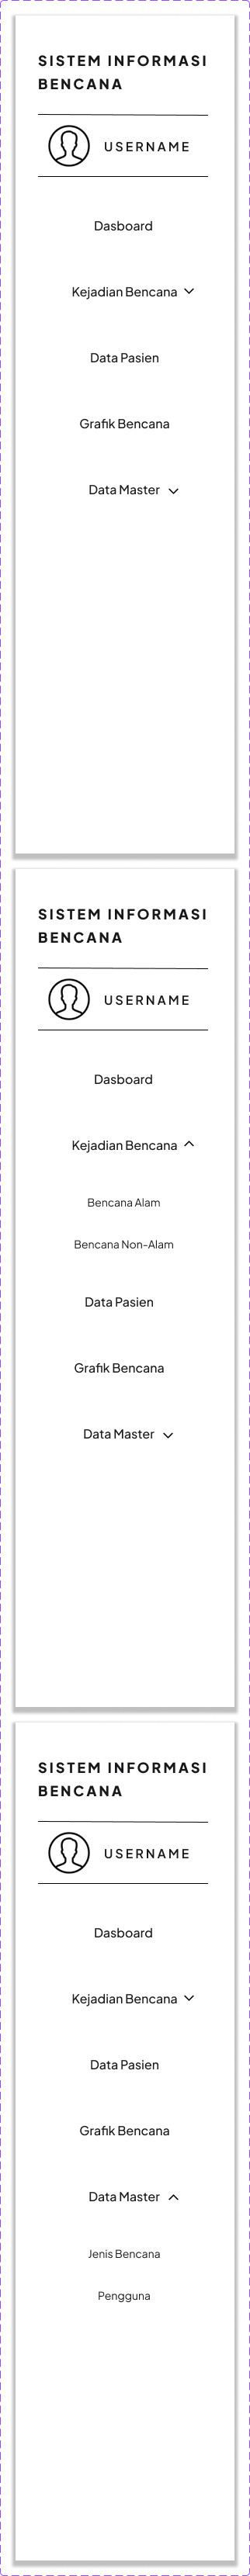 SISTEM INFORMASI
BENCANA
USERNAME
Dasboard
Kejadian Bencana
Data Pasien
Grafik Bencana
Data Master
SISTEM INFORMASI
BENCANA
USERNAME
Dasboard
Kejadian Bencana
Bencana Alam
Bencana Non-Alam
Data Pasien
Grafik Bencana
Data Master
SISTEM INFORMASI
BENCANA
USERNAME
Dasboard
Kejadian Bencana
Data Pasien
Grafik Bencana
Data Master
Jenis Bencana
Pengguna